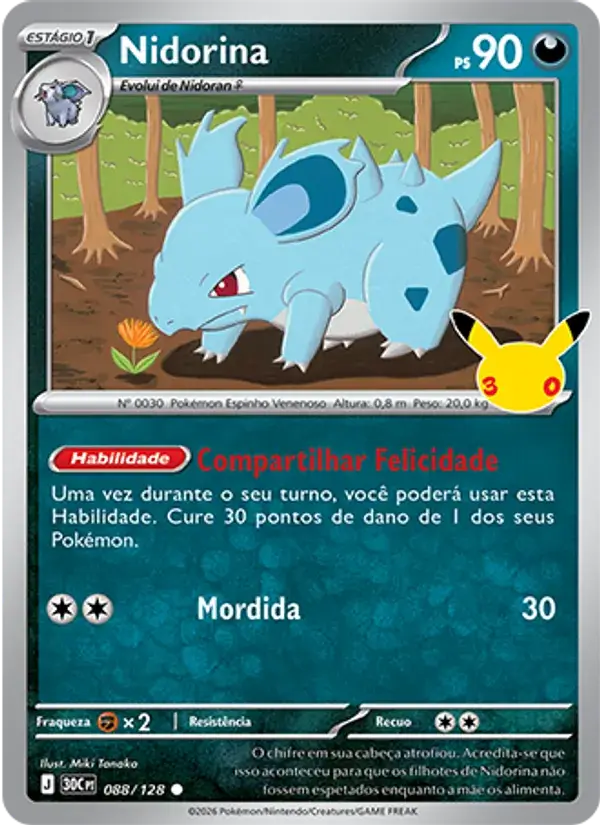 ESTÁGIO 1
Nidorina
PS 90
Evolui de Nidoran♀
30
Nº 0030 Pokémon Espinho Venenoso Altura: 0,8 m Peso: 20,0 kg
Habilidade Compartilhar Felicidade
Uma vez durante o seu turno, você poderá usar esta
Habilidade. Cure 30 pontos de dano de 1 dos seus
Pokémon.
Mordida 30
Fraqueza ×2 Resistência Recuo
Ilust. Miki Tanaka
O chifre em sua cabeça atrofiou. Acredita-se que
isso aconteceu para que os filhotes de Nidorina não
fossem espetados enquanto a mãe os alimenta.
J 30C PT 088/128
©2026 Pokémon/Nintendo/Creatures/GAME FREAK